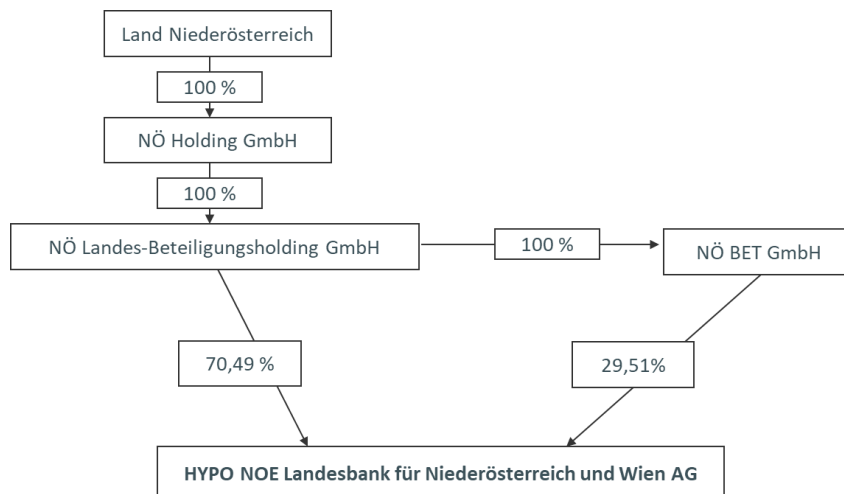 Land Niederösterreich
100 %
NÖ Holding GmbH
100 %
NÖ Landes-Beteiligungsholding GmbH
100 %
NÖ BET GmbH
70,49 %
29,51%
HYPO NOE Landesbank für Niederösterreich und Wien AG